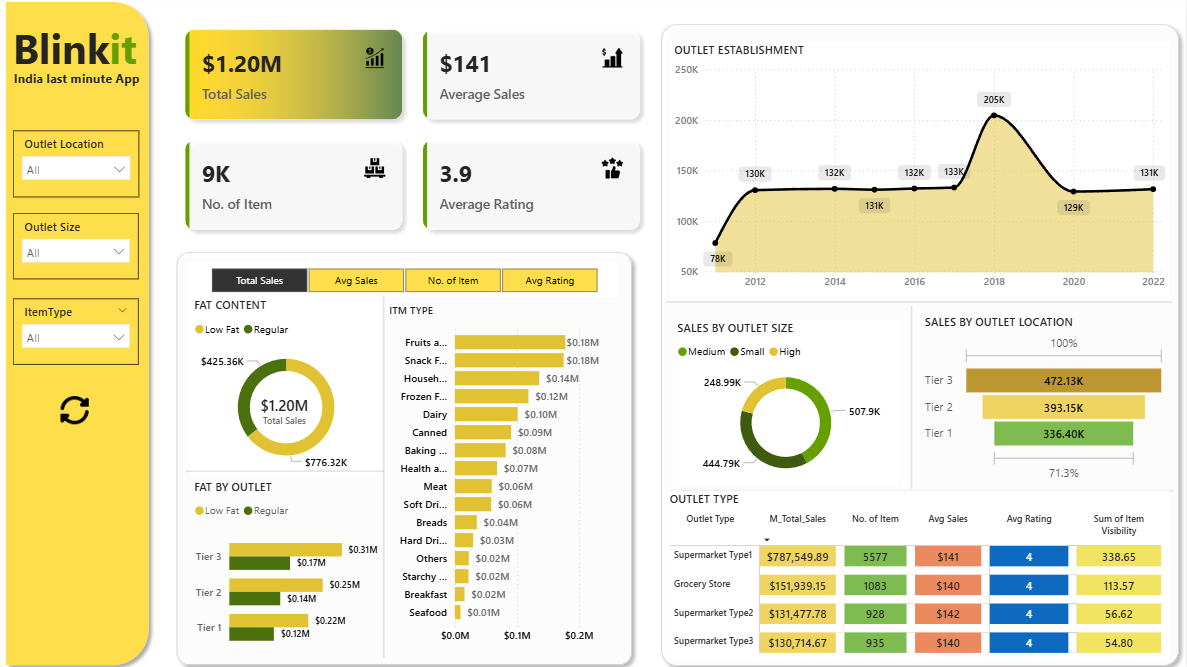 Blinkit
India last minute App
Outlet Location
All
Outlet Size
All
ItemType
All
$1.20M
Total Sales
$141
Average Sales
9K
No. of Item
3.9
Average Rating
Total Sales
Avg Sales
No. of Item
Avg Rating
FAT CONTENT
Low Fat Regular
$425.36K
$1.20M
Total Sales
$776.32K
FAT BY OUTLET
Low Fat Regular
Tier 3 $0.31M
$0.17M
Tier 2 $0.25M
$0.14M
Tier 1 $0.22M
$0.12M
ITM TYPE
Fruits a... $0.18M
Snack F... $0.18M
Househ... $0.14M
Frozen F... $0.12M
Dairy $0.10M
Canned $0.09M
Baking ... $0.08M
Health a... $0.07M
Meat $0.06M
Soft Dri... $0.06M
Breads $0.04M
Hard Dri... $0.03M
Others $0.02M
Starchy ... $0.02M
Breakfast $0.02M
Seafood $0.01M
$0.0M $0.1M $0.2M
OUTLET ESTABLISHMENT
250K
200K
150K
100K
50K
78K
130K
132K
131K
132K
133K
205K
129K
131K
2012 2014 2016 2018 2020 2022
SALES BY OUTLET SIZE
Medium Small High
248.99K
507.9K
444.79K
SALES BY OUTLET LOCATION
100%
Tier 3 472.13K
Tier 2 393.15K
Tier 1 336.40K
71.3%
OUTLET TYPE
Outlet Type M_Total_Sales No. of Item Avg Sales Avg Rating Sum of Item
Visibility
Supermarket Type1 $787,549.89 5577 $141 4 338.65
Grocery Store $151,939.15 1083 $140 4 113.57
Supermarket Type2 $131,477.78 928 $142 4 56.62
Supermarket Type3 $130,714.67 935 $140 4 54.80